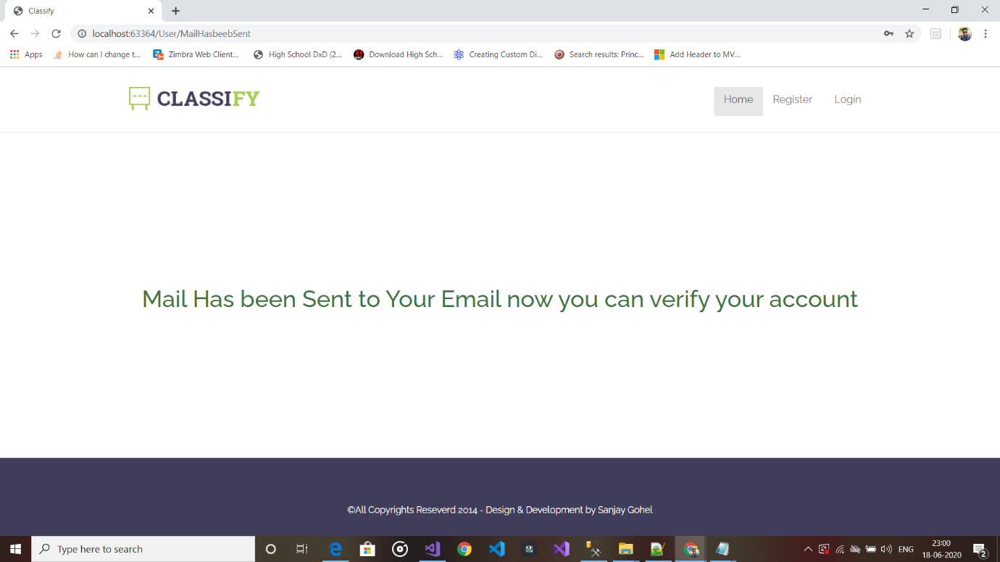 Classify
localhost:63364/User/MailHasbeebSent
Apps How can I change t... Zimbra Web Client... High School DxD (2... Download High Sch... Creating Custom Di... Search results: Princ... Add Header to MV...
CLASSIFY Home Register Login
Mail Has been Sent to Your Email now you can verify your account
©All Copyrights Reseverd 2014 - Design & Development by Sanjay Gohel
Type here to search
ENG
23:00
18-06-2020
2